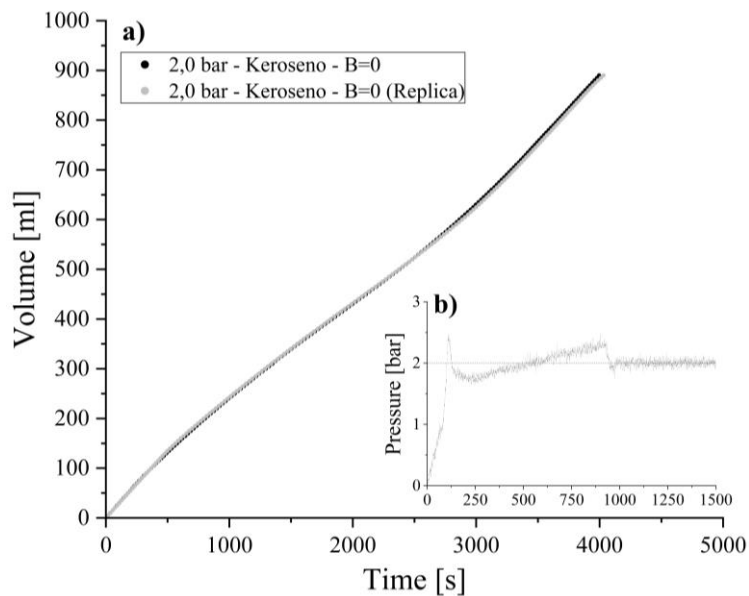 a)
2,0 bar - Keroseno - B=0
2,0 bar - Keroseno - B=0 (Replica)
1000
900
800
700
600
500
400
300
200
100
0
Volume [ml]
0 1000 2000 3000 4000 5000
Time [s]
b)
3
2
1
0
Pressure [bar]
0 250 500 750 1000 1250 1500